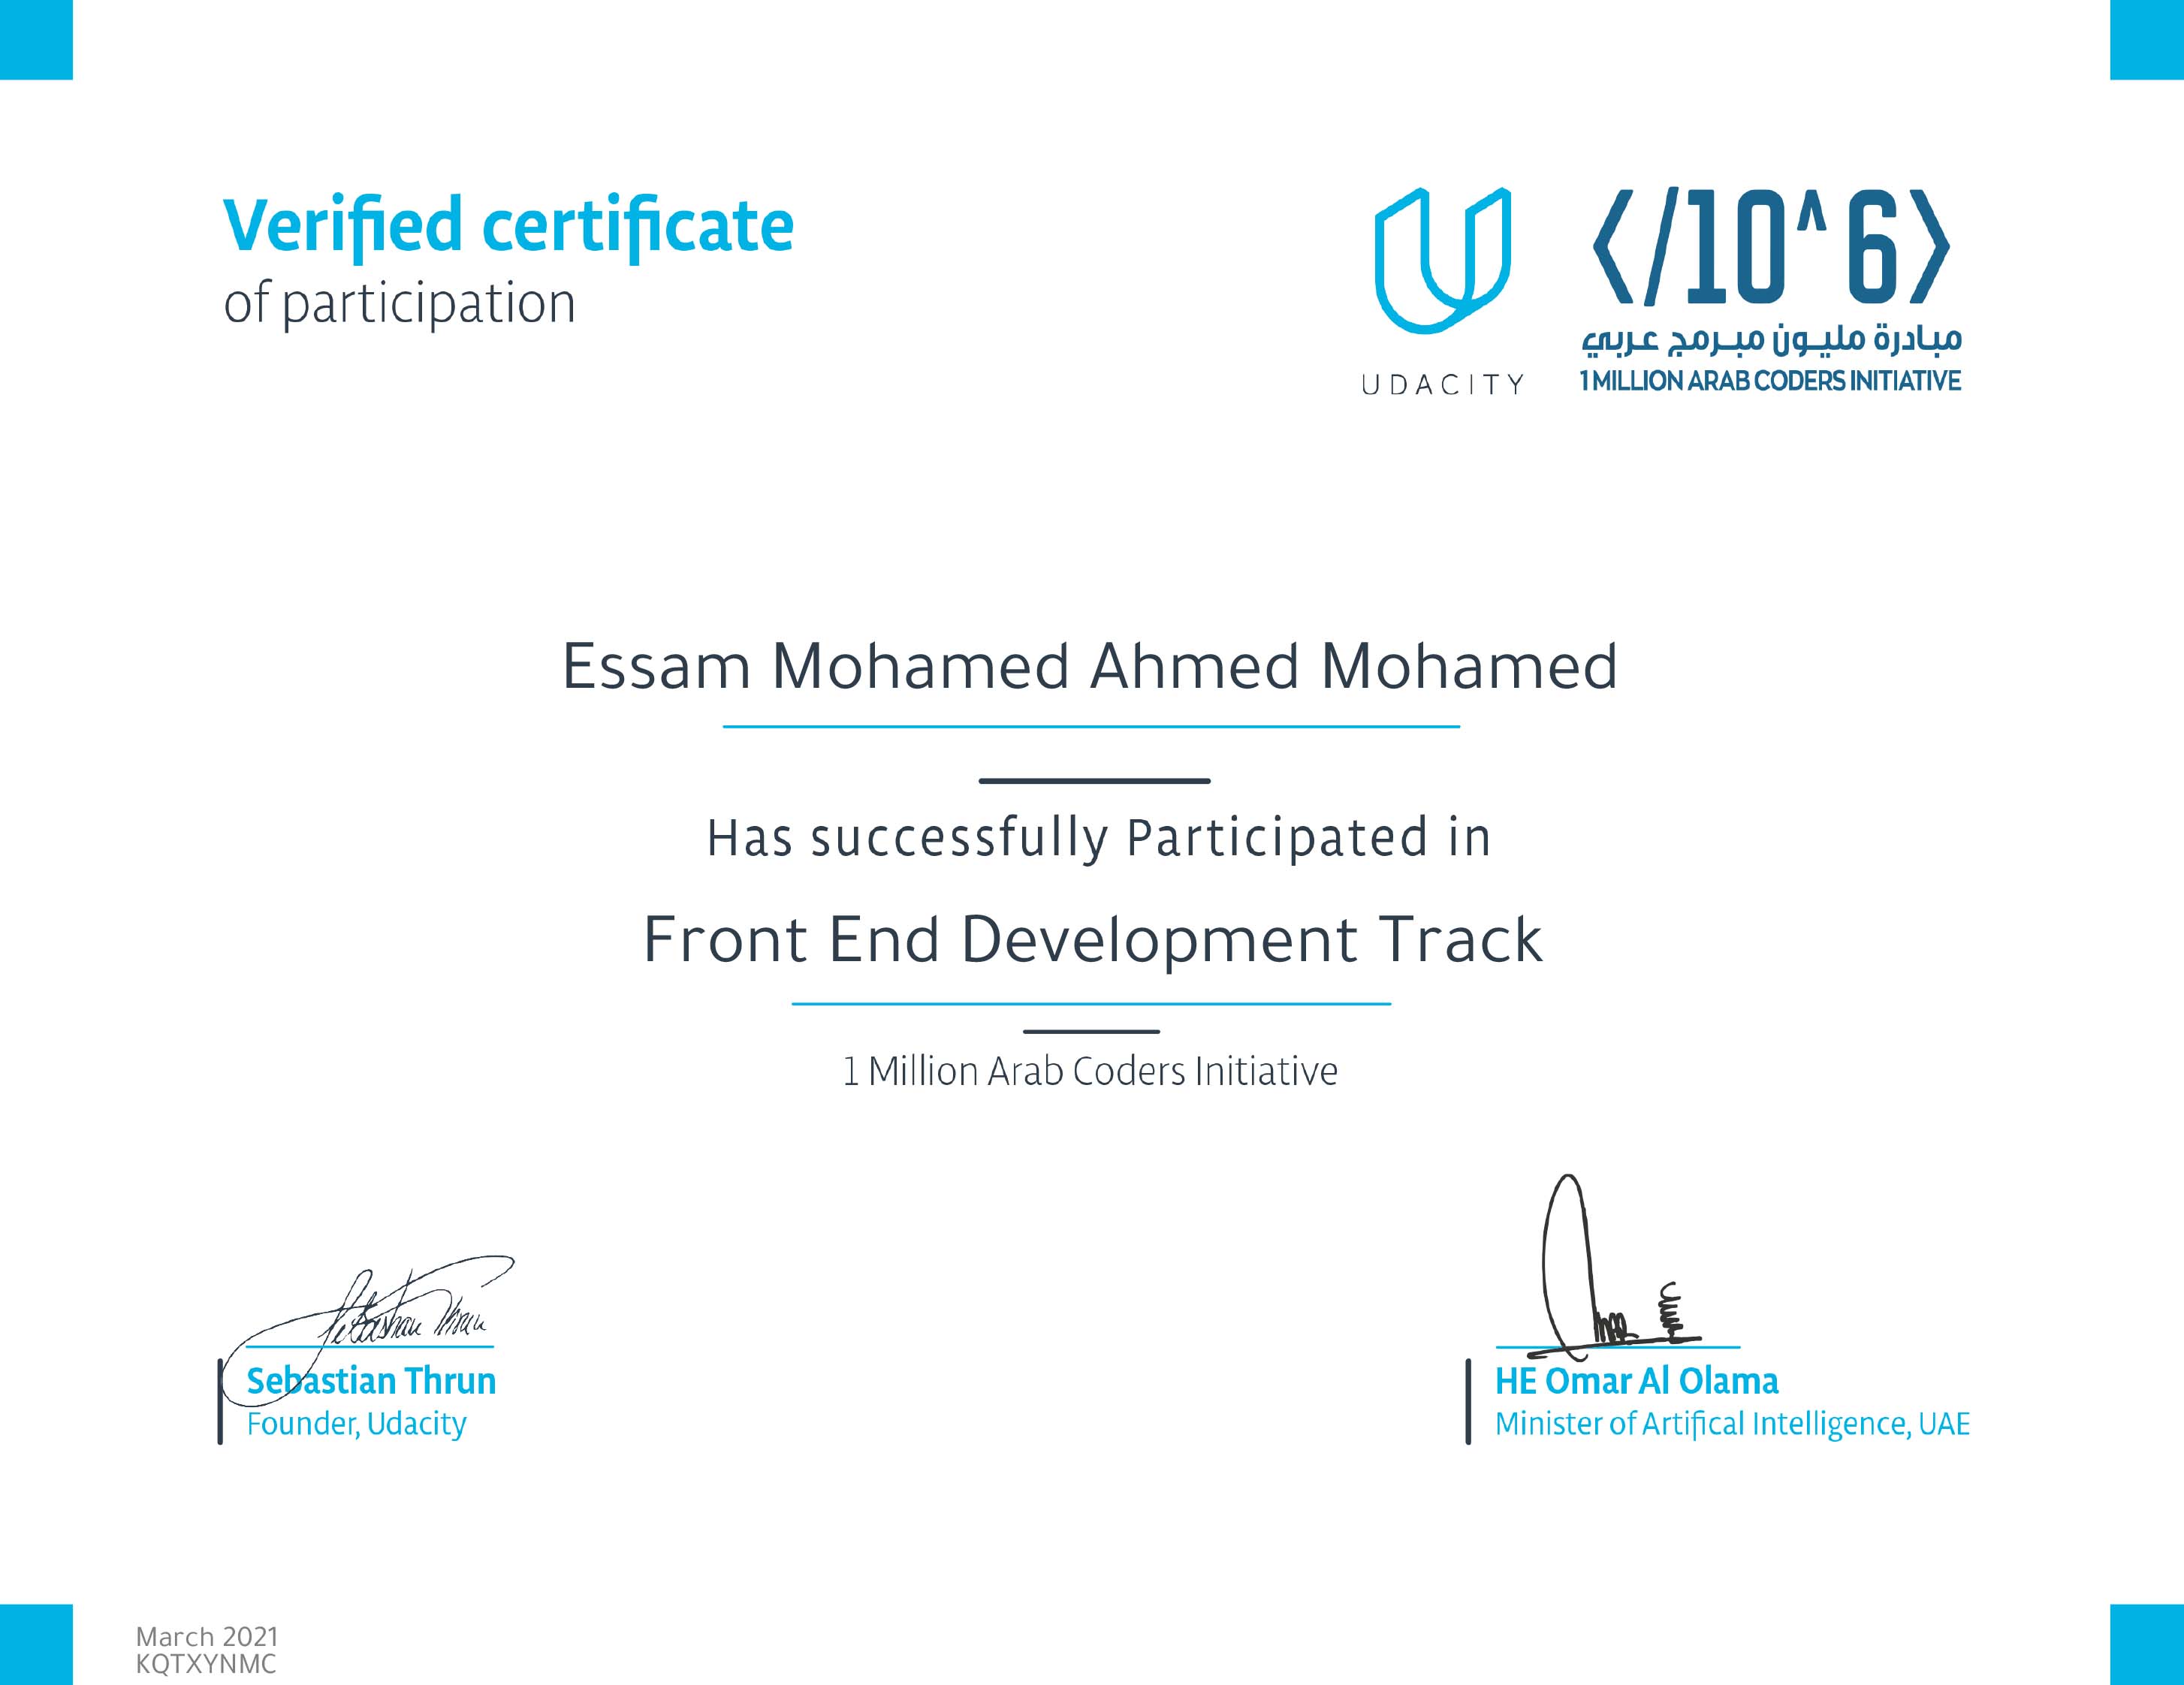 Verified certificate
of participation
UDACITY
</10^6>
مبادرة مليون مبرمج عربي
1 MILLION ARAB CODERS INITIATIVE
Essam Mohamed Ahmed Mohamed
Has successfully Participated in
Front End Development Track
1 Million Arab Coders Initiative
Sebastian Thrun
Sebastian Thrun
Founder, Udacity
HE Omar Al Olama
Minister of Artifical Intelligence, UAE
March 2021
KQTXYNMC